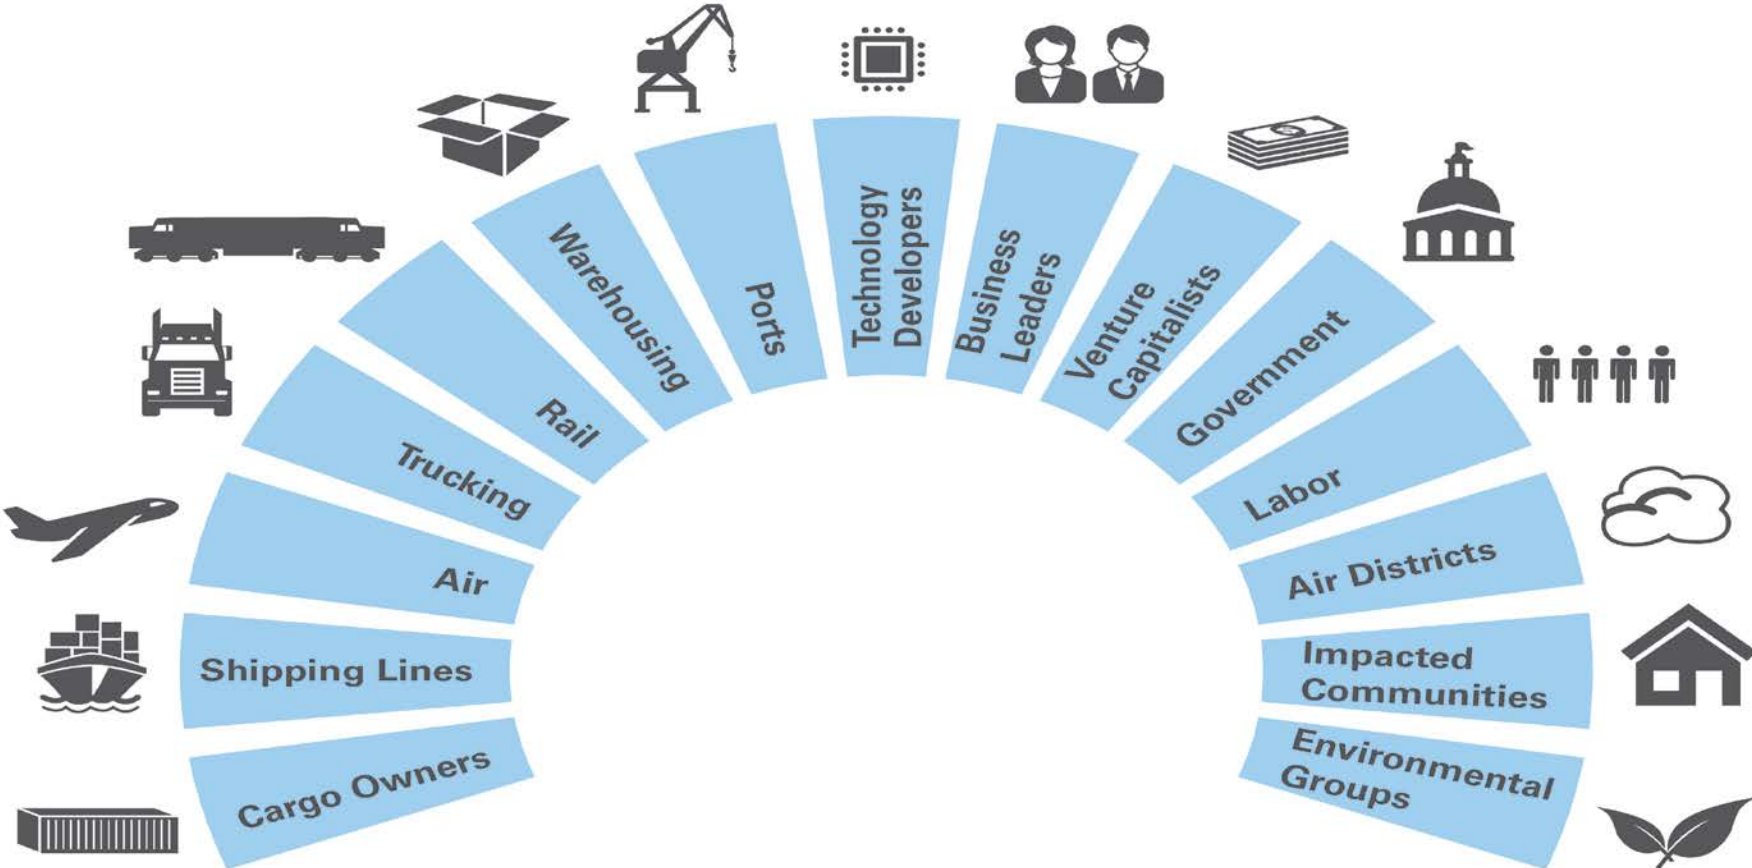 Cargo Owners
Shipping Lines
Air
Trucking
Rail
Warehousing
Ports
Technology
Developers
Business
Leaders
Venture
Capitalists
Government
Labor
Air Districts
Impacted
Communities
Environmental
Groups